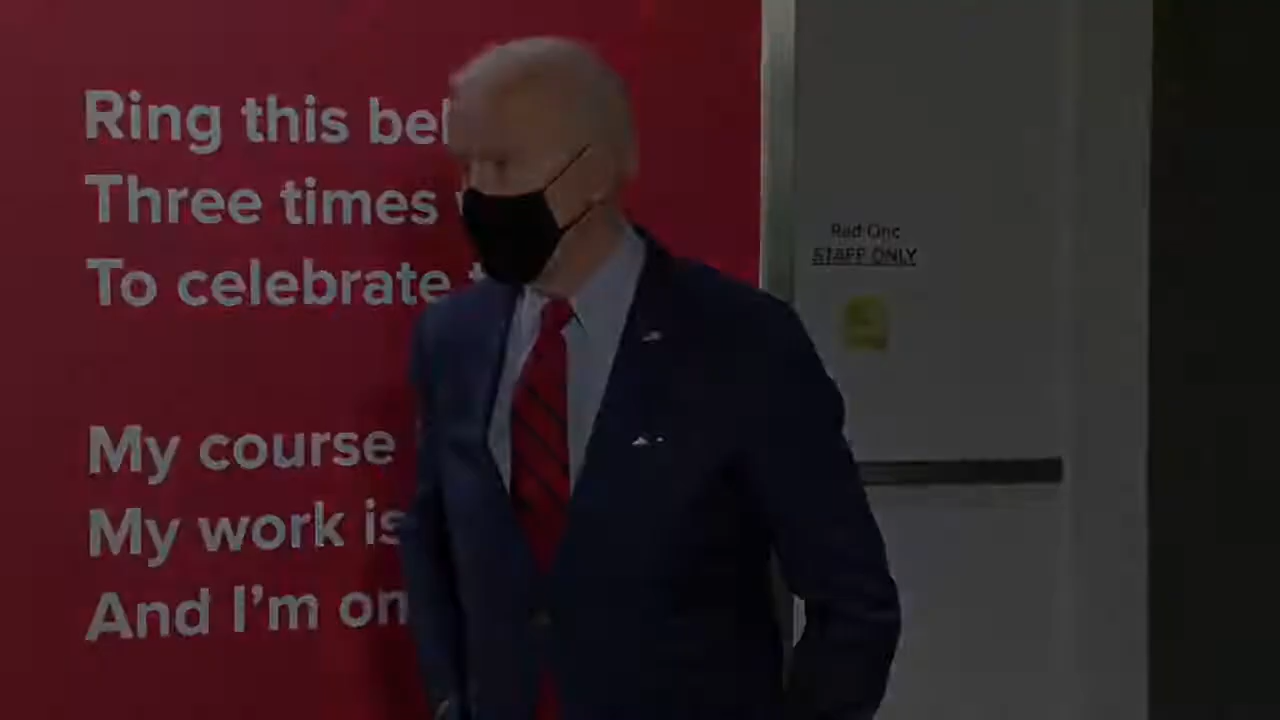 Ring this bel
Three times
To celebrate
My course
My work is
And I'm on
Rad Onc
STAFF ONLY